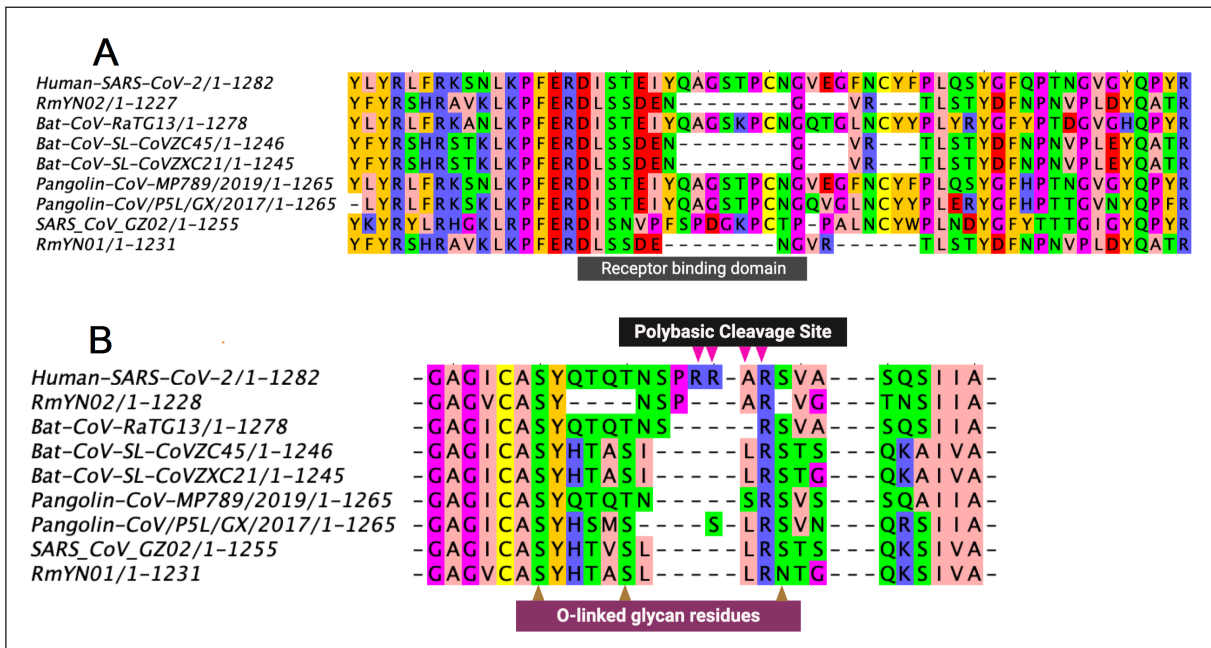 A
Human-SARS-CoV-2/1-1282 YLYRLFRKSNLKPFERDISTEIYQAGSTPCNGVEGFNCYFPLQSYGFQPTNGVGYQPYR
RmYN02/1-1227 YFYRSHRAVKLKPFERDLSSDEN--------G---VR---TLSTYDFNPNVPLDYQATR
Bat-CoV-RaTG13/1-1278 YLYRLFRKANLKPFERDISTEIYQAGSKPCNGQTGLNCYYPLYRYGFYPTDGVGHQPYR
Bat-CoV-SL-CoVZC45/1-1246 YFYRSHRSTKLKPFERDLSSDEN--------G---VR---TLSTYDFNPNVPLEYQATR
Bat-CoV-SL-CoVZXC21/1-1245 YFYRSHRSTKLKPFERDLSSDEN--------G---VR---TLSTYDFNPNVPLEYQATR
Pangolin-CoV-MP789/2019/1-1265 YLYRLFRKSNLKPFERDISTEIYQAGSTPCNGVEGFNCYFPLQSYGFHPTNGVGYQPYR
Pangolin-CoV/P5L/GX/2017/1-1265 -LYRLFRKSKLKPFERDISTEIYQAGSTPCNGQVGLNCYYPLERYGFHPTTGVNYQPFR
SARS_CoV_GZ02/1-1255 YKYRYLRHGKLRPFERDISNVPFSPDGKPCTP-PALNCYWPLNDYGFYTTTGIGYQPYR
RmYN01/1-1231 YFYRSHRAVKLKPFERDLSSDE--------NGVR------TLSTYDFNPNVPLDYQATR
Receptor binding domain
B
Polybasic Cleavage Site
Human-SARS-CoV-2/1-1282 -GAGICASYQTQTNSPRR-ARSVA---SQSIIA-
RmYN02/1-1228 -GAGVCASY----NSP---AR-VG---TNSIIA-
Bat-CoV-RaTG13/1-1278 -GAGICASYQTQTNS-----RSVA---SQSIIA-
Bat-CoV-SL-CoVZC45/1-1246 -GAGICASYHTASI-----LRSTS---QKAIVA-
Bat-CoV-SL-CoVZXC21/1-1245 -GAGICASYHTASI-----LRSTG---QKAIVA-
Pangolin-CoV-MP789/2019/1-1265 -GAGICASYQTQTN-----SRSVS---SQAIIA-
Pangolin-CoV/P5L/GX/2017/1-1265 -GAGICASYHSMS----S-LRSVN---QRSIIA-
SARS_CoV_GZ02/1-1255 -GAGICASYHTVSL-----LRSTS---QKSIVA-
RmYN01/1-1231 -GAGVCASYHTASL-----LRNTG---QKSIVA-
O-linked glycan residues